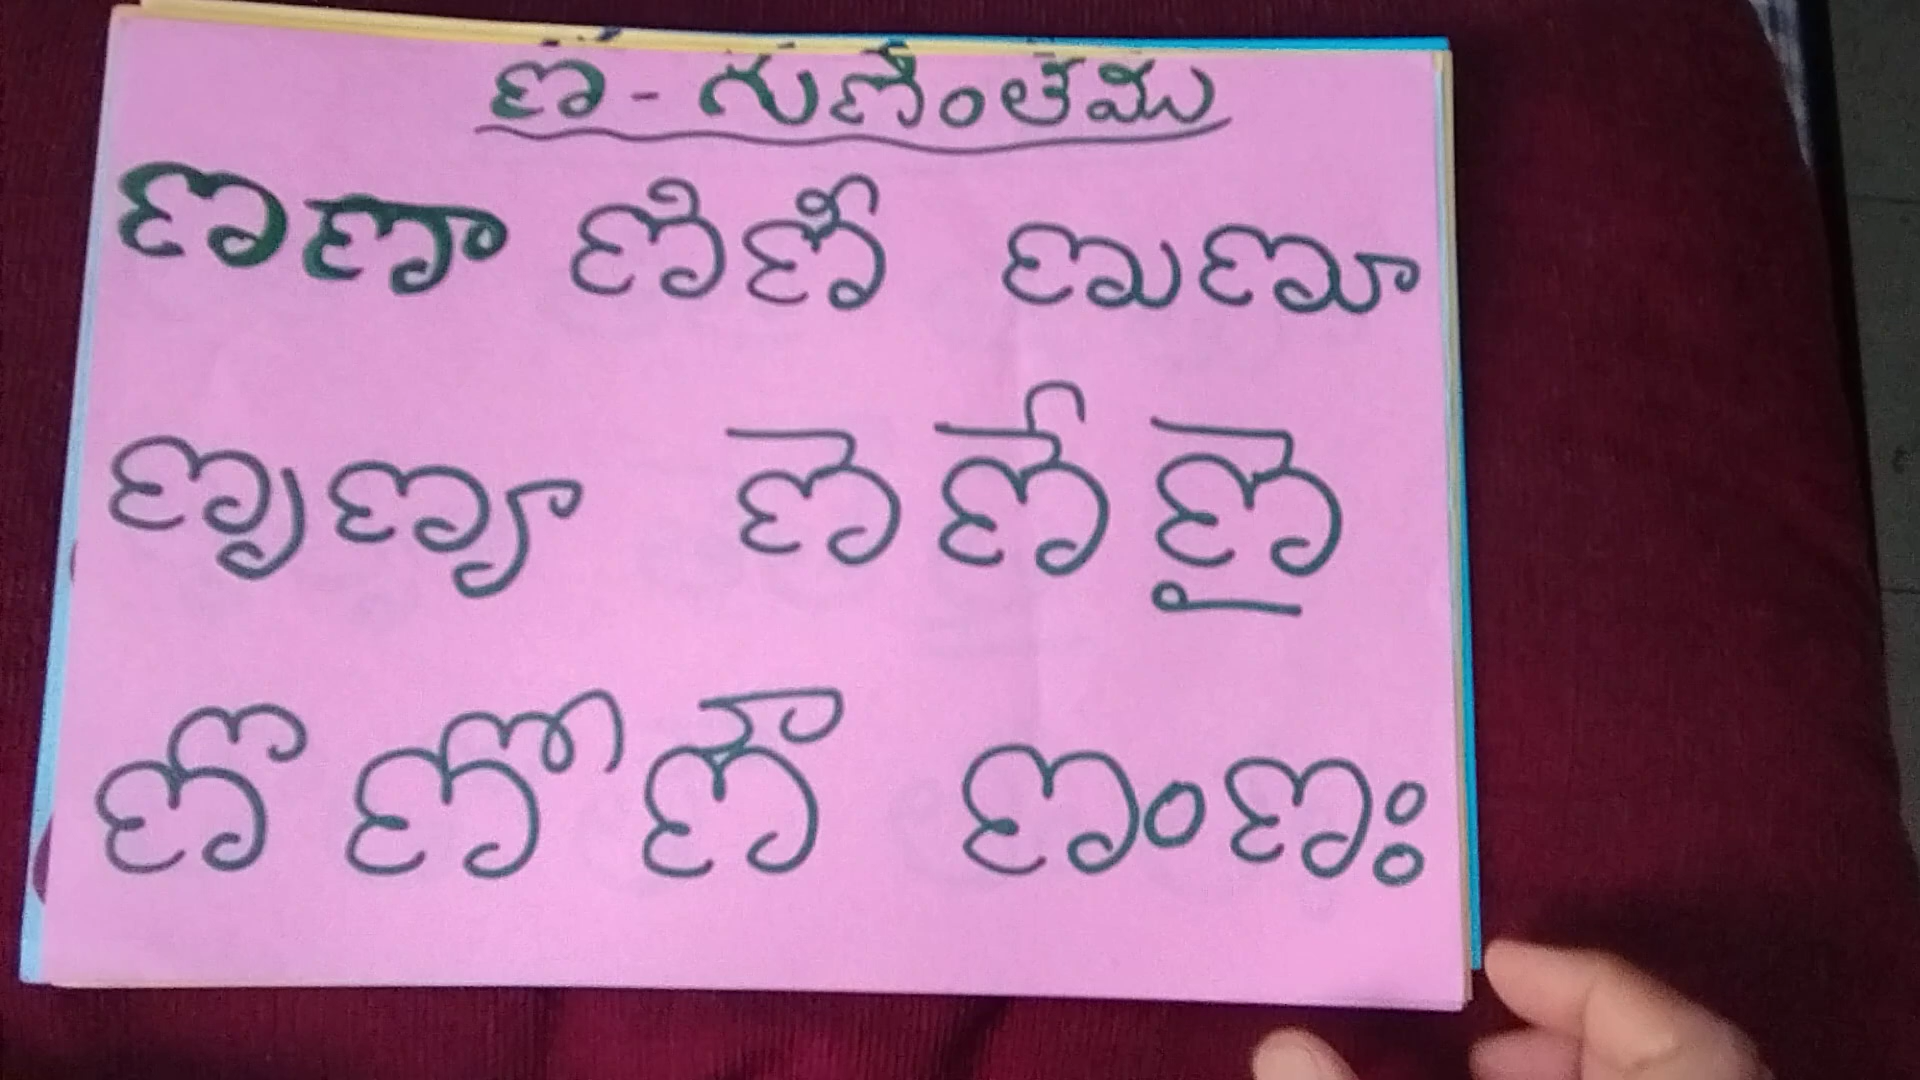 ణ - గుణింతము
ణ ణా ణి ణీ ణు ణూ
ణృ ణౄ ణె ణే ణై
ణొ ణో ణౌ ణం ణః